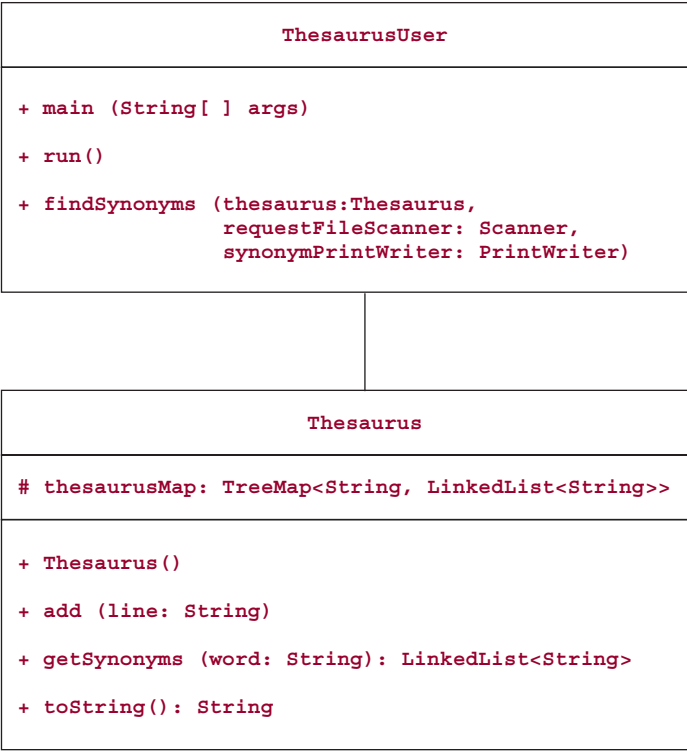 ThesaurusUser
+ main (String[ ] args)
+ run()
+ findSynonyms (thesaurus:Thesaurus,
requestFileScanner: Scanner,
synonymPrintWriter: PrintWriter)
Thesaurus
# thesaurusMap: TreeMap<String, LinkedList<String>>
+ Thesaurus()
+ add (line: String)
+ getSynonyms (word: String): LinkedList<String>
+ toString(): String